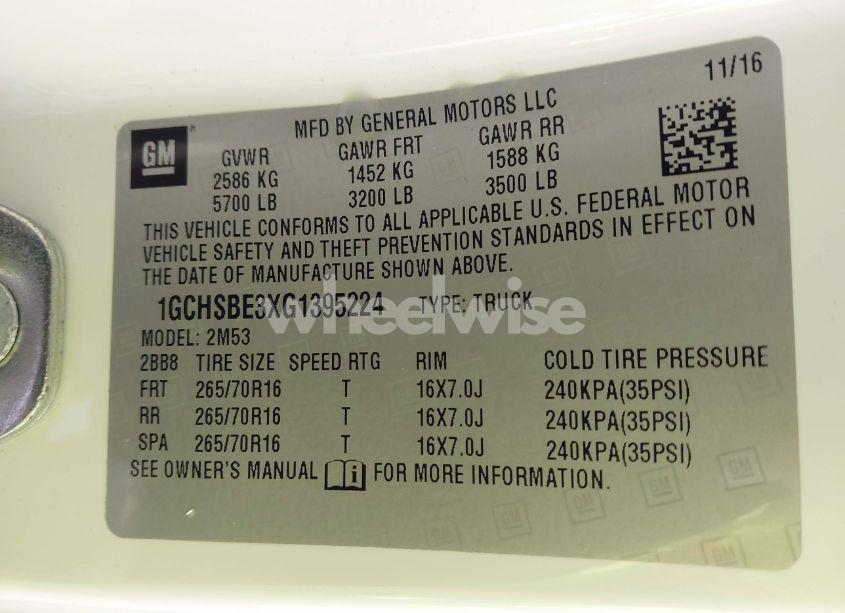 11/16
MFD BY GENERAL MOTORS LLC
GM
GVWR GAWR FRT GAWR RR
2586 KG 1452 KG 1588 KG
5700 LB 3200 LB 3500 LB
THIS VEHICLE CONFORMS TO ALL APPLICABLE U.S. FEDERAL MOTOR
VEHICLE SAFETY AND THEFT PREVENTION STANDARDS IN EFFECT ON
THE DATE OF MANUFACTURE SHOWN ABOVE.
1GCHSBE3XG1395224 TYPE: TRUCK
wheelwise
MODEL: 2M53
2BB8 TIRE SIZE SPEED RTG RIM COLD TIRE PRESSURE
FRT 265/70R16 T 16X7.0J 240KPA(35PSI)
RR 265/70R16 T 16X7.0J 240KPA(35PSI)
SPA 265/70R16 T 16X7.0J 240KPA(35PSI)
SEE OWNER'S MANUAL FOR MORE INFORMATION.
GM
GM
GM
GM